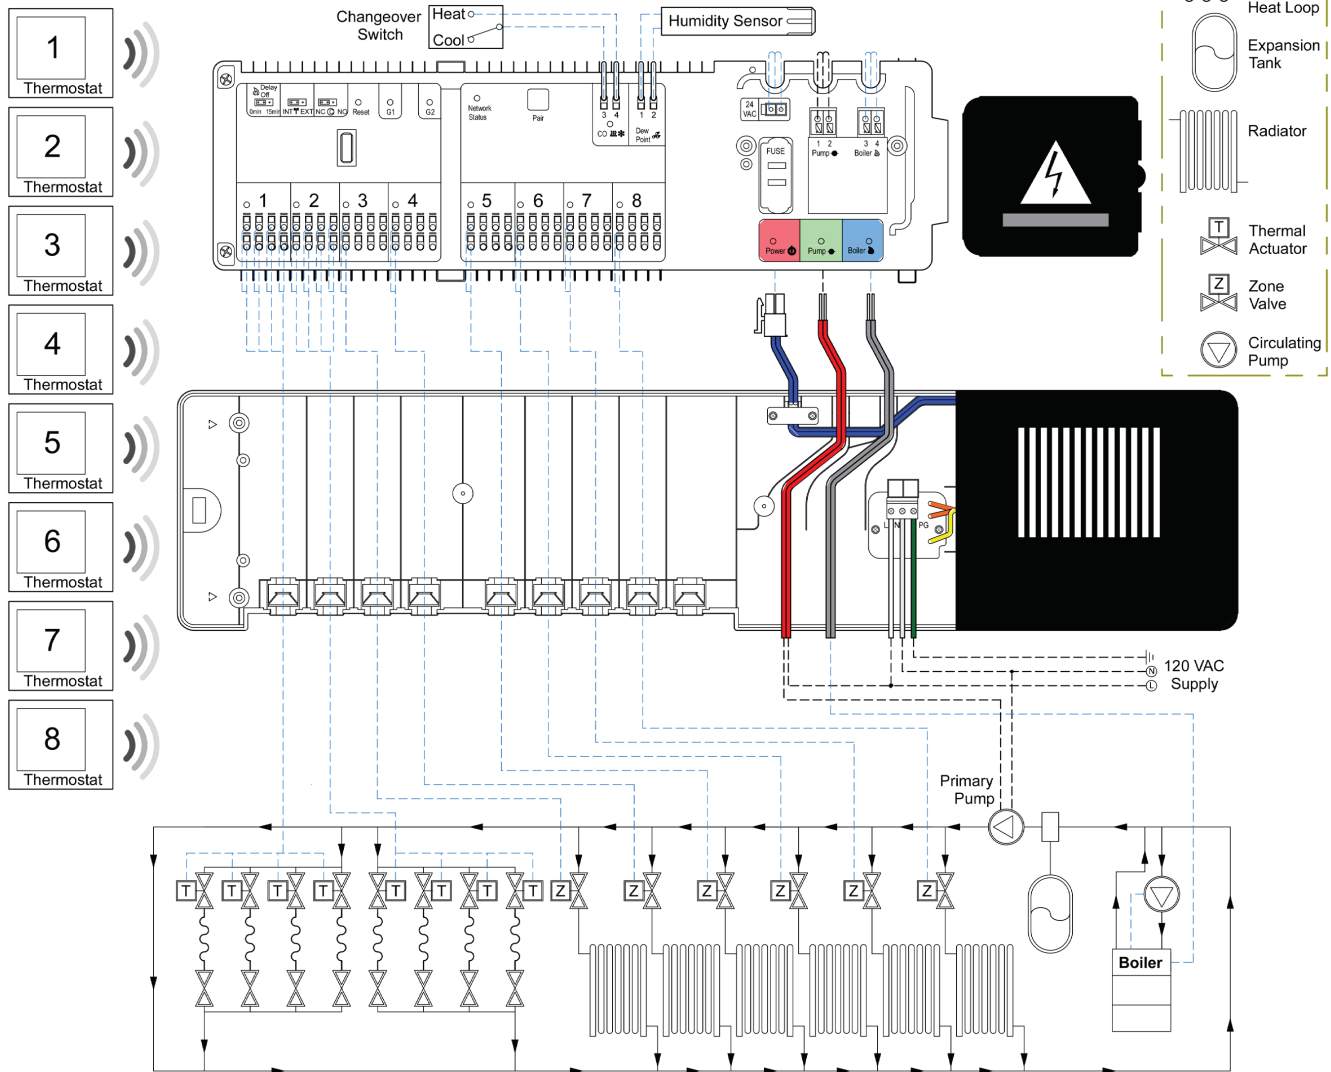 1
Thermostat
2
Thermostat
3
Thermostat
4
Thermostat
5
Thermostat
6
Thermostat
7
Thermostat
8
Thermostat
Changeover
Switch
Heat
Cool
Humidity Sensor
Delay
Off
0min 15min
INT EXT
NC NO
Reset
G1
G2
Network
Status
Pair
3 4
CO
1 2
Dew
Point
24
VAC
FUSE
1 2
Pump
3 4
Boiler
1 2 3 4
5 6 7 8
Power
Pump
Boiler
L N PG
120 VAC
Supply
N
L
Primary
Pump
T T T T T T T T Z Z Z Z Z Z
Boiler
Heat Loop
Expansion
Tank
Radiator
T
Thermal
Actuator
Z
Zone
Valve
Circulating
Pump